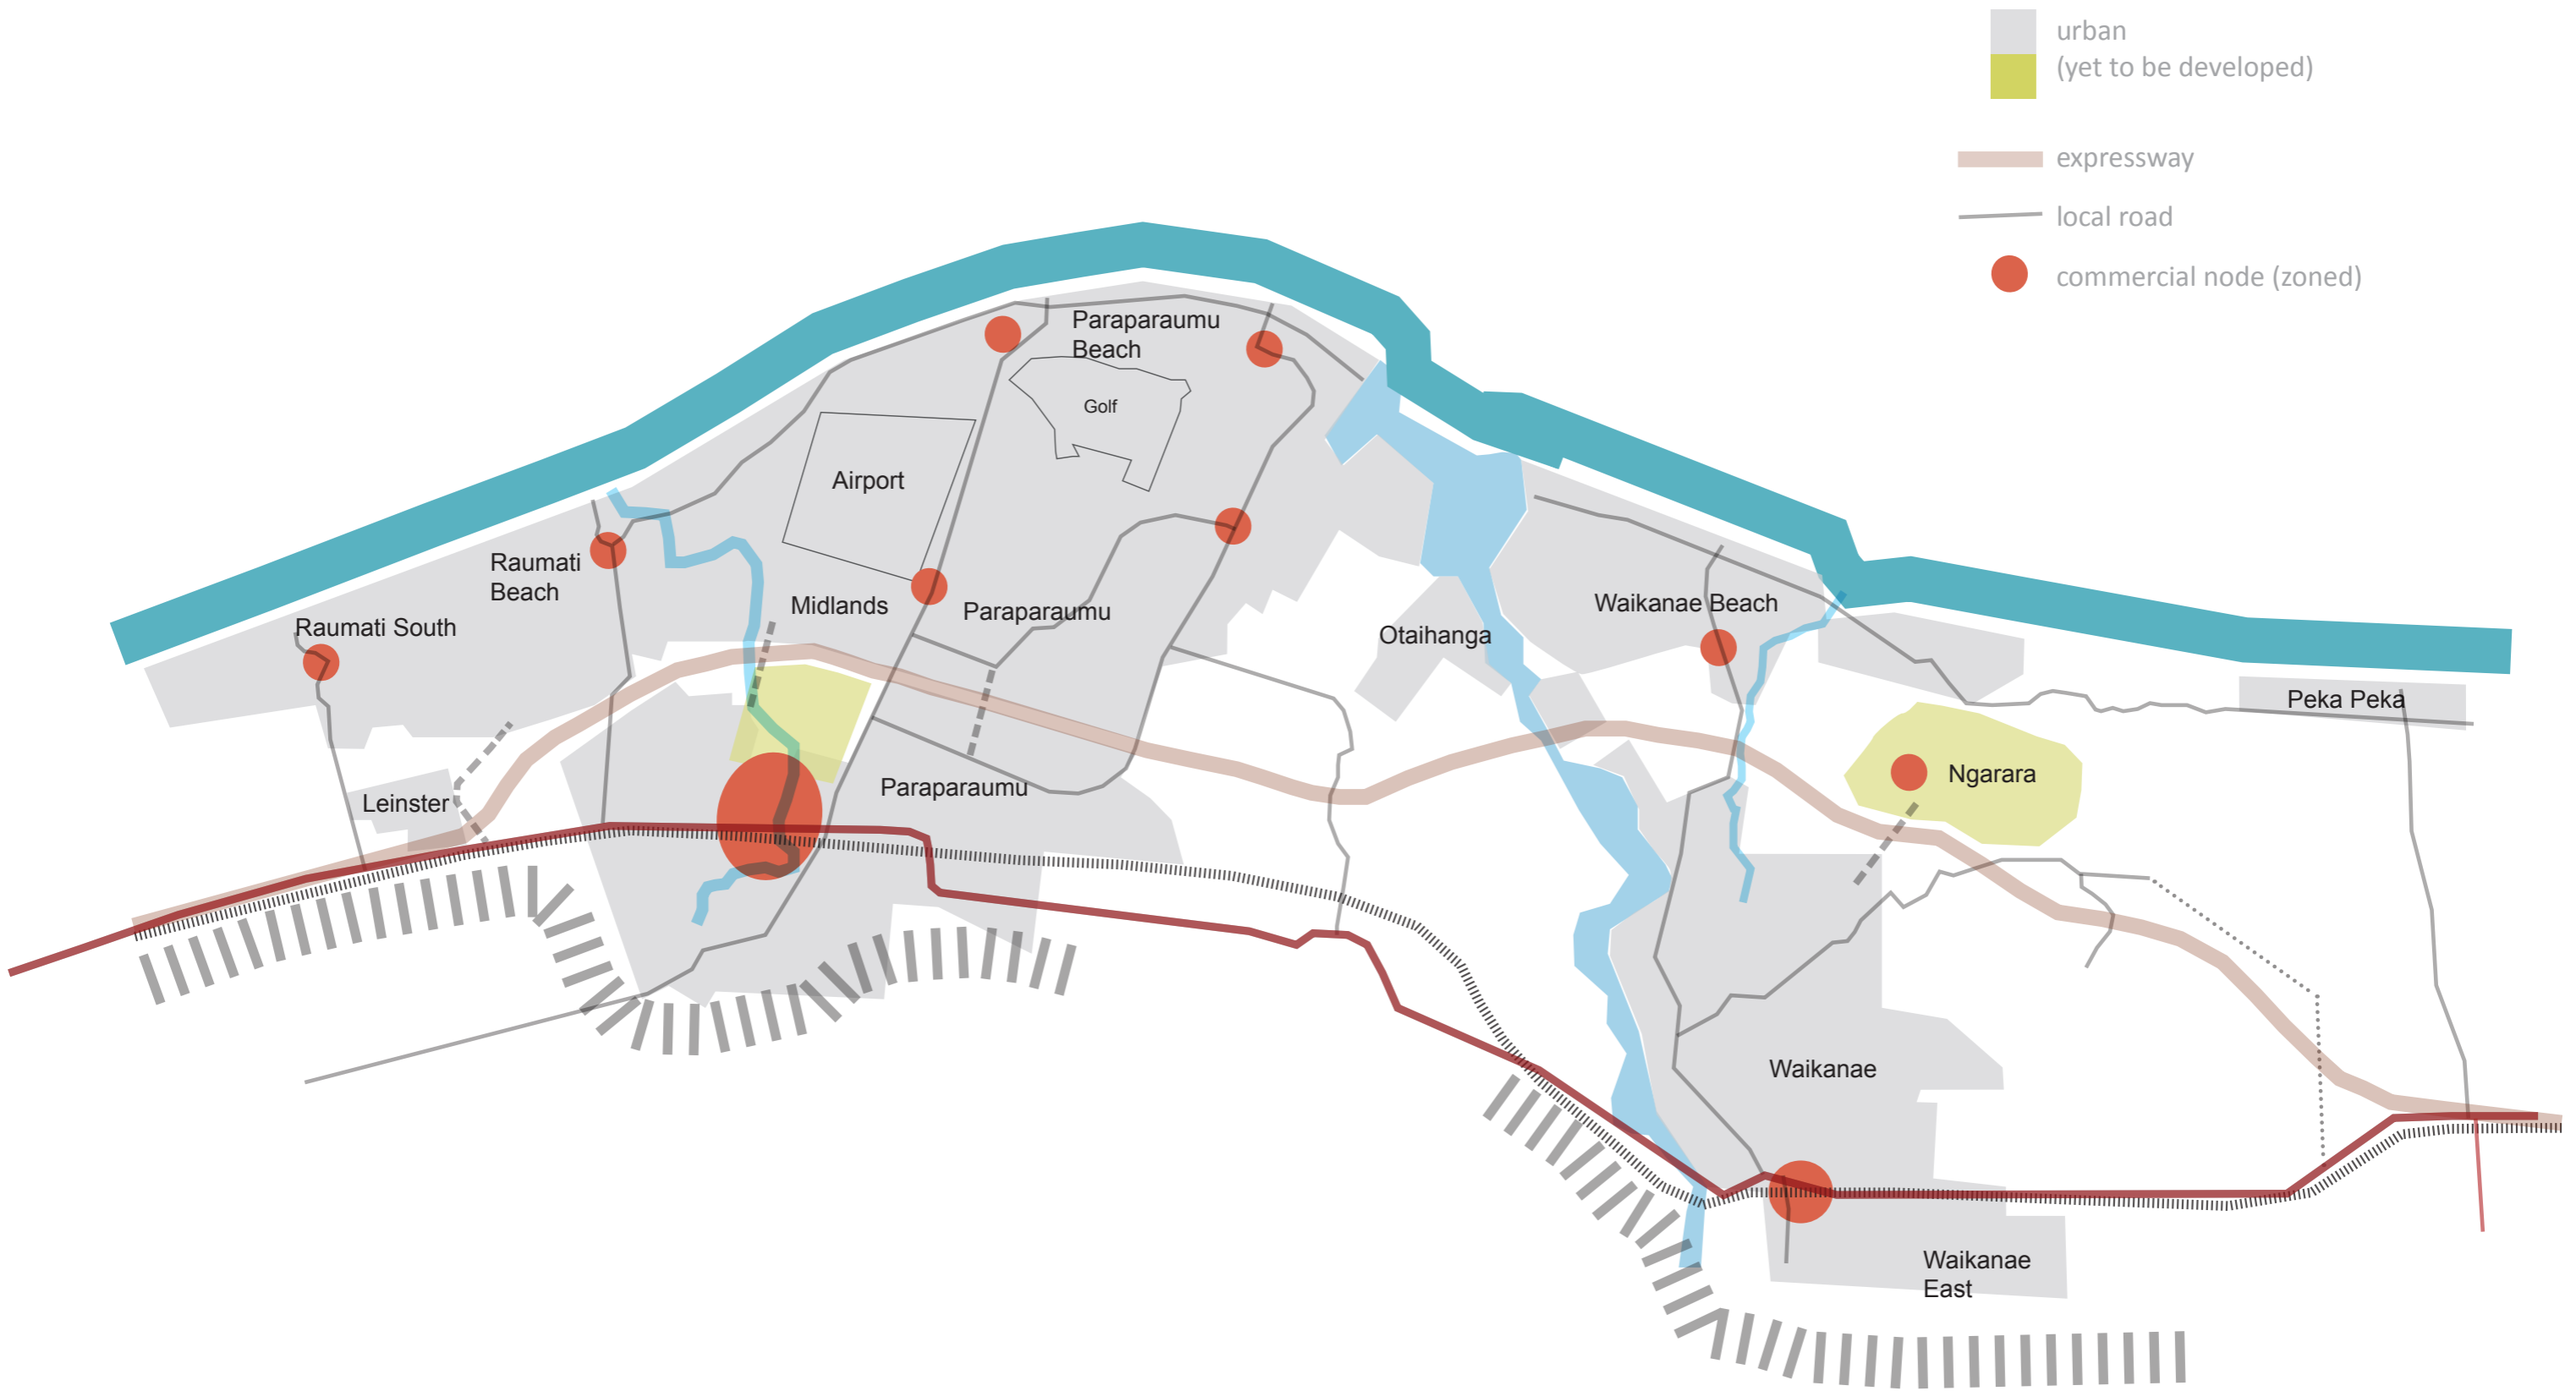 urban
(yet to be developed)
expressway
local road
commercial node (zoned)
Paraparaumu
Beach
Golf
Airport
Raumati
Beach
Midlands
Paraparaumu
Raumati South
Waikanae Beach
Otaihanga
Peka Peka
Ngarara
Paraparaumu
Leinster
Waikanae
Waikanae
East